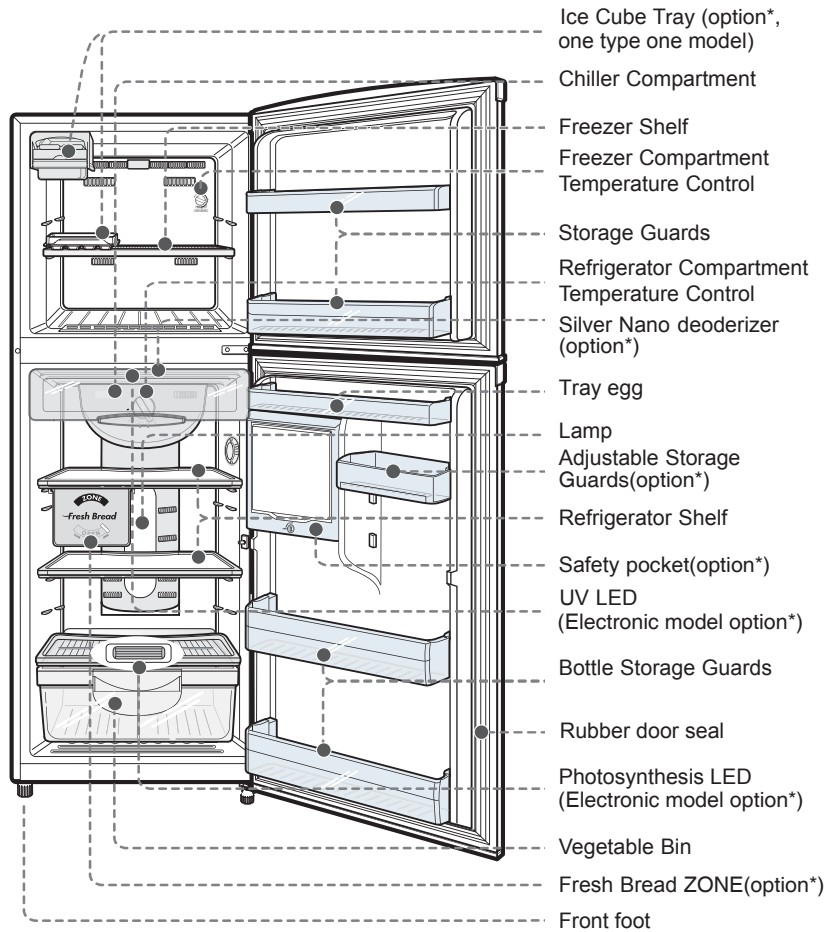 Ice Cube Tray (option*,
one type one model)
Chiller Compartment
Freezer Shelf
Freezer Compartment
Temperature Control
Storage Guards
Refrigerator Compartment
Temperature Control
Silver Nano deoderizer
(option*)
Tray egg
Lamp
Adjustable Storage
Guards(option*)
Refrigerator Shelf
Safety pocket(option*)
UV LED
(Electronic model option*)
Bottle Storage Guards
Rubber door seal
Photosynthesis LED
(Electronic model option*)
Vegetable Bin
Fresh Bread ZONE(option*)
Front foot
ZONE
Fresh Bread